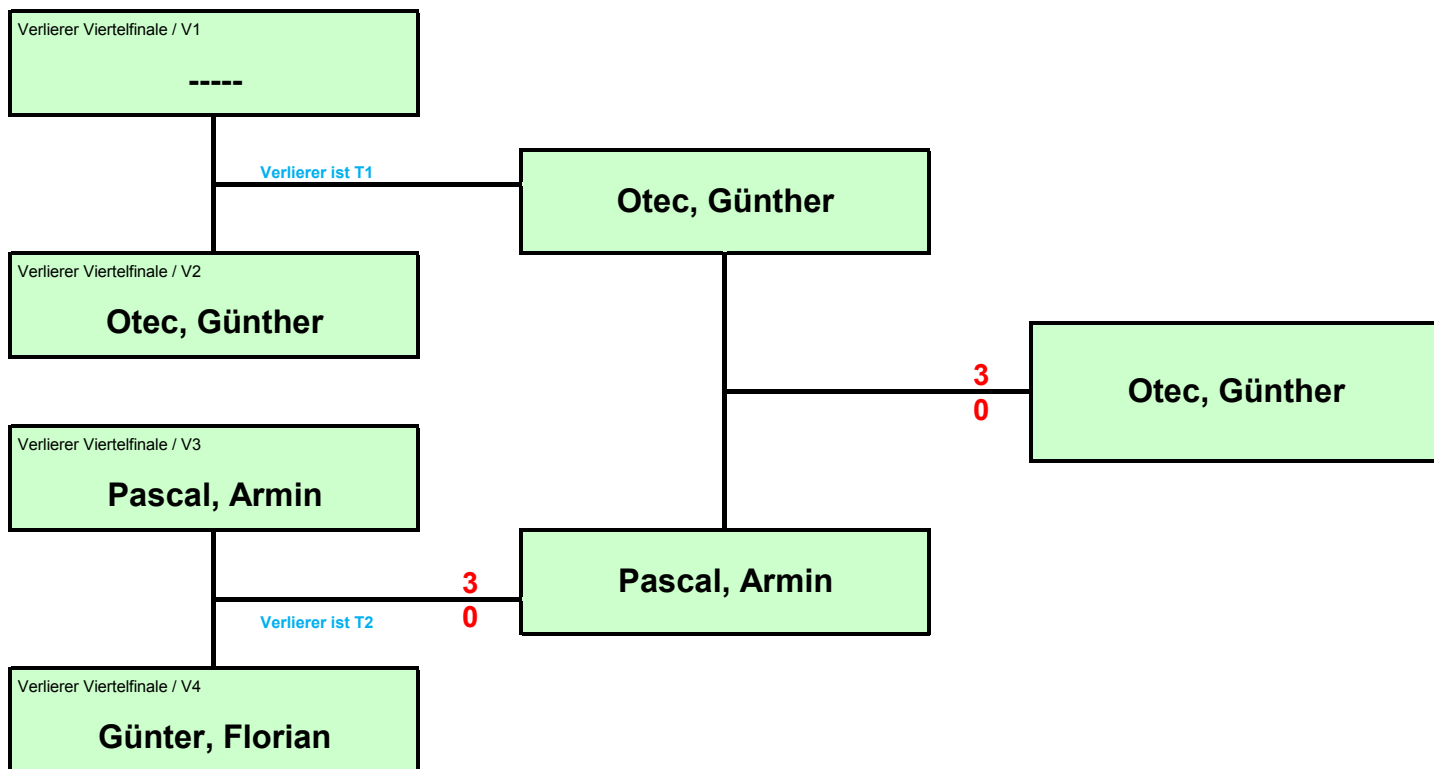 Verlierer Viertelfinale / V1
-----
Verlierer ist T1
Otec, Günther
Verlierer Viertelfinale / V2
Otec, Günther
3
0
Otec, Günther
Verlierer Viertelfinale / V3
Pascal, Armin
3
0
Verlierer ist T2
Pascal, Armin
Verlierer Viertelfinale / V4
Günter, Florian